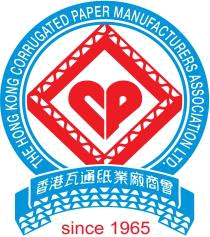 THE HONG KONG CORRUGATED PAPER MANUFACTURERS ASSOCIATION LTD.
CP
香港瓦通紙業廠商會
since 1965